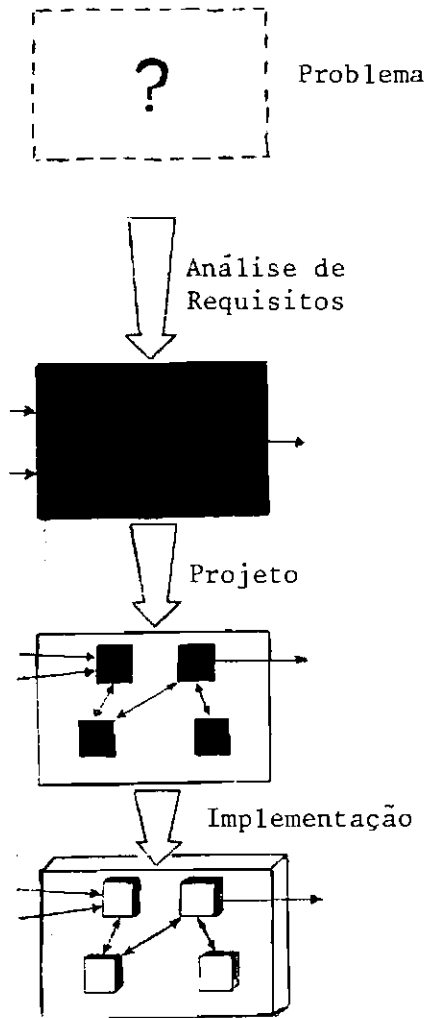 ?
Problema
Análise de
Requisitos
Projeto
Implementação